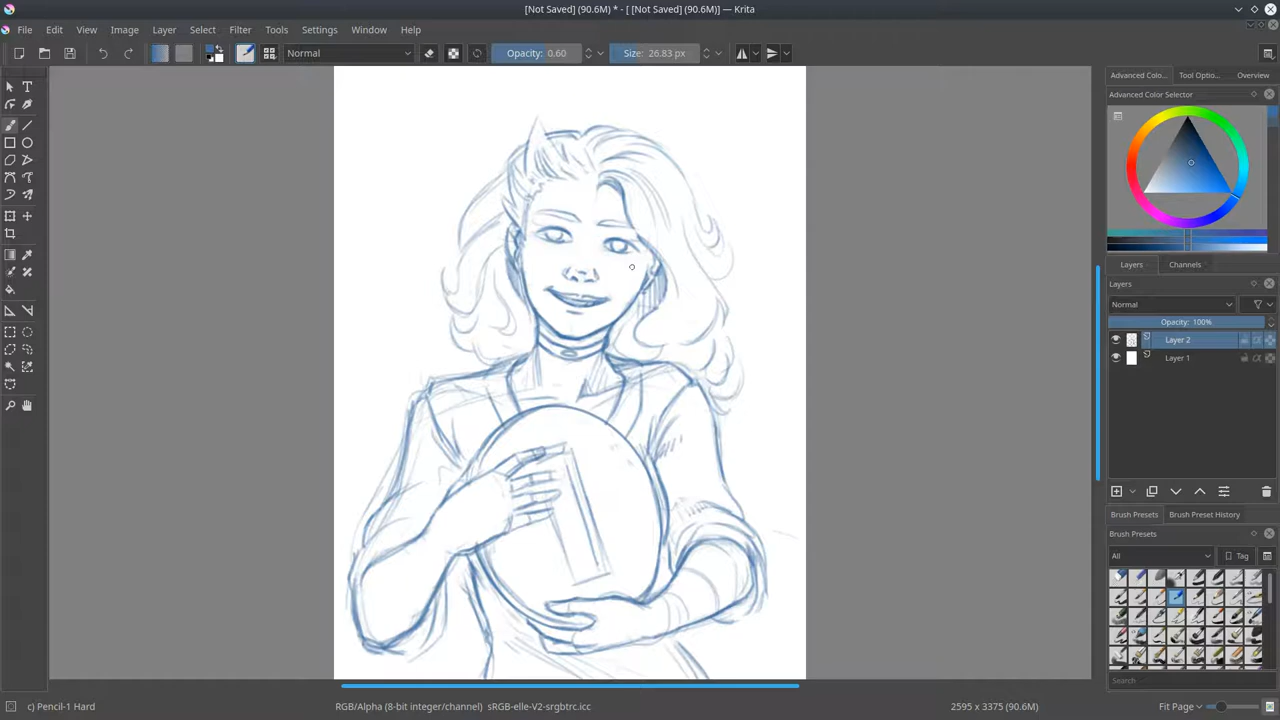 [Not Saved] (90.6M) * - [ [Not Saved] (90.6M)] — Krita
File Edit View Image Layer Select Filter Tools Settings Window Help
Normal Opacity: 0.60 Size: 26.83 px
Advanced Colo... Tool Optio... Overview
Advanced Color Selector
Layers Channels
Layers
Normal
Opacity: 100%
Layer 2
Layer 1
Brush Presets Brush Preset History
Brush Presets
All Tag
Search
c) Pencil-1 Hard RGB/Alpha (8-bit integer/channel) sRGB-elle-V2-srgbtrc.icc 2595 x 3375 (90.6M) Fit Page